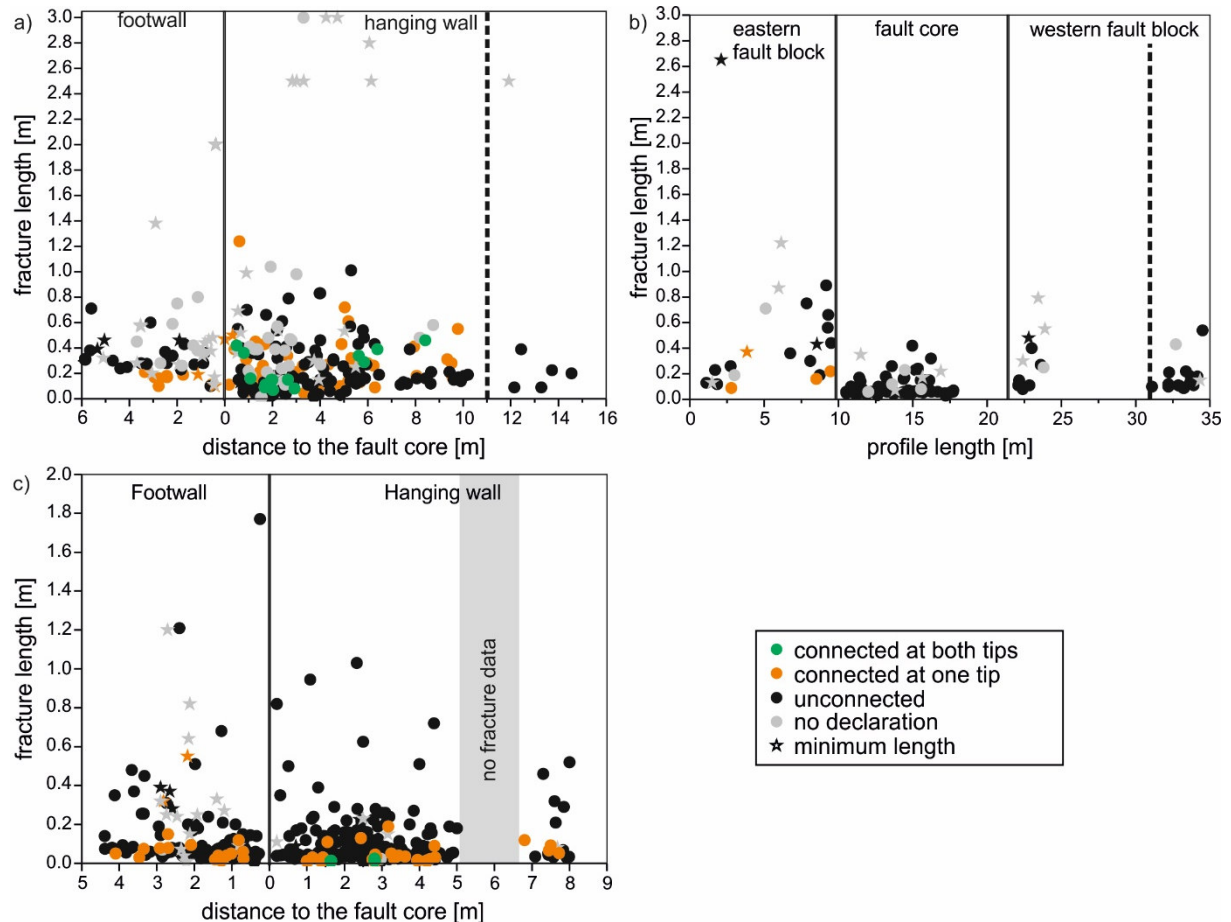 a)
footwall
hanging wall
fracture length [m]
3.0
2.8
2.6
2.4
2.2
2.0
1.8
1.6
1.4
1.2
1.0
0.8
0.6
0.4
0.2
0.0
6 4 2 0 2 4 6 8 10 12 14 16
distance to the fault core [m]
b)
eastern
fault block
fault core
western fault block
fracture length [m]
3.0
2.8
2.6
2.4
2.2
2.0
1.8
1.6
1.4
1.2
1.0
0.8
0.6
0.4
0.2
0.0
0 5 10 15 20 25 30 35
profile length [m]
c)
Footwall
Hanging wall
no fracture data
fracture length [m]
2.0
1.8
1.6
1.4
1.2
1.0
0.8
0.6
0.4
0.2
0.0
5 4 3 2 1 0 1 2 3 4 5 6 7 8 9
distance to the fault core [m]
connected at both tips
connected at one tip
unconnected
no declaration
minimum length